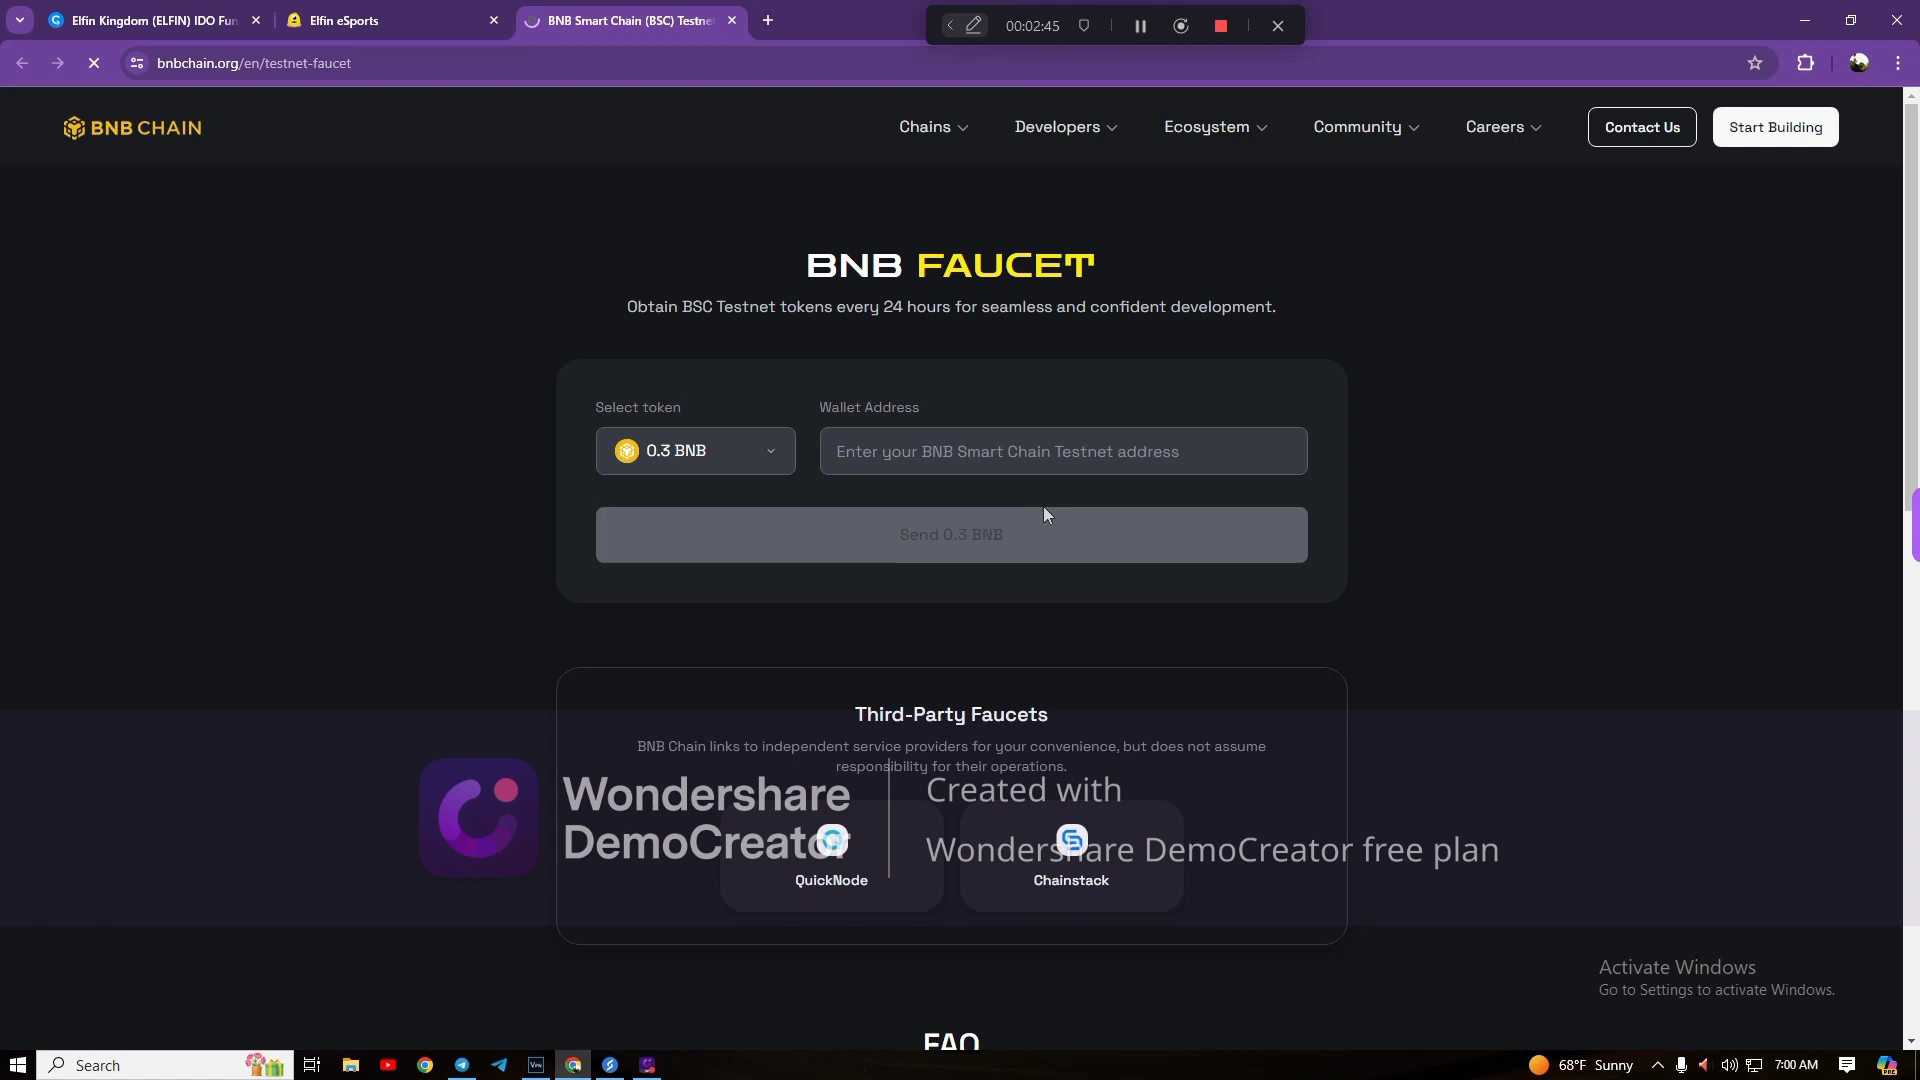 Elfin Kingdom (ELFIN) IDO Fun
Elfin eSports
BNB Smart Chain (BSC) Testne
00:02:45
bnbchain.org/en/testnet-faucet
BNB CHAIN
Chains
Developers
Ecosystem
Community
Careers
Contact Us
Start Building
BNB FAUCET
Obtain BSC Testnet tokens every 24 hours for seamless and confident development.
Select token
Wallet Address
0.3 BNB
Enter your BNB Smart Chain Testnet address
Send 0.3 BNB
Third-Party Faucets
BNB Chain links to independent service providers for your convenience, but does not assume
responsibility for their operations.
Wondershare
DemoCreator
Created with
Wondershare DemoCreator free plan
QuickNode
Chainstack
Activate Windows
Go to Settings to activate Windows.
FAQ
Search
68°F Sunny
7:00 AM